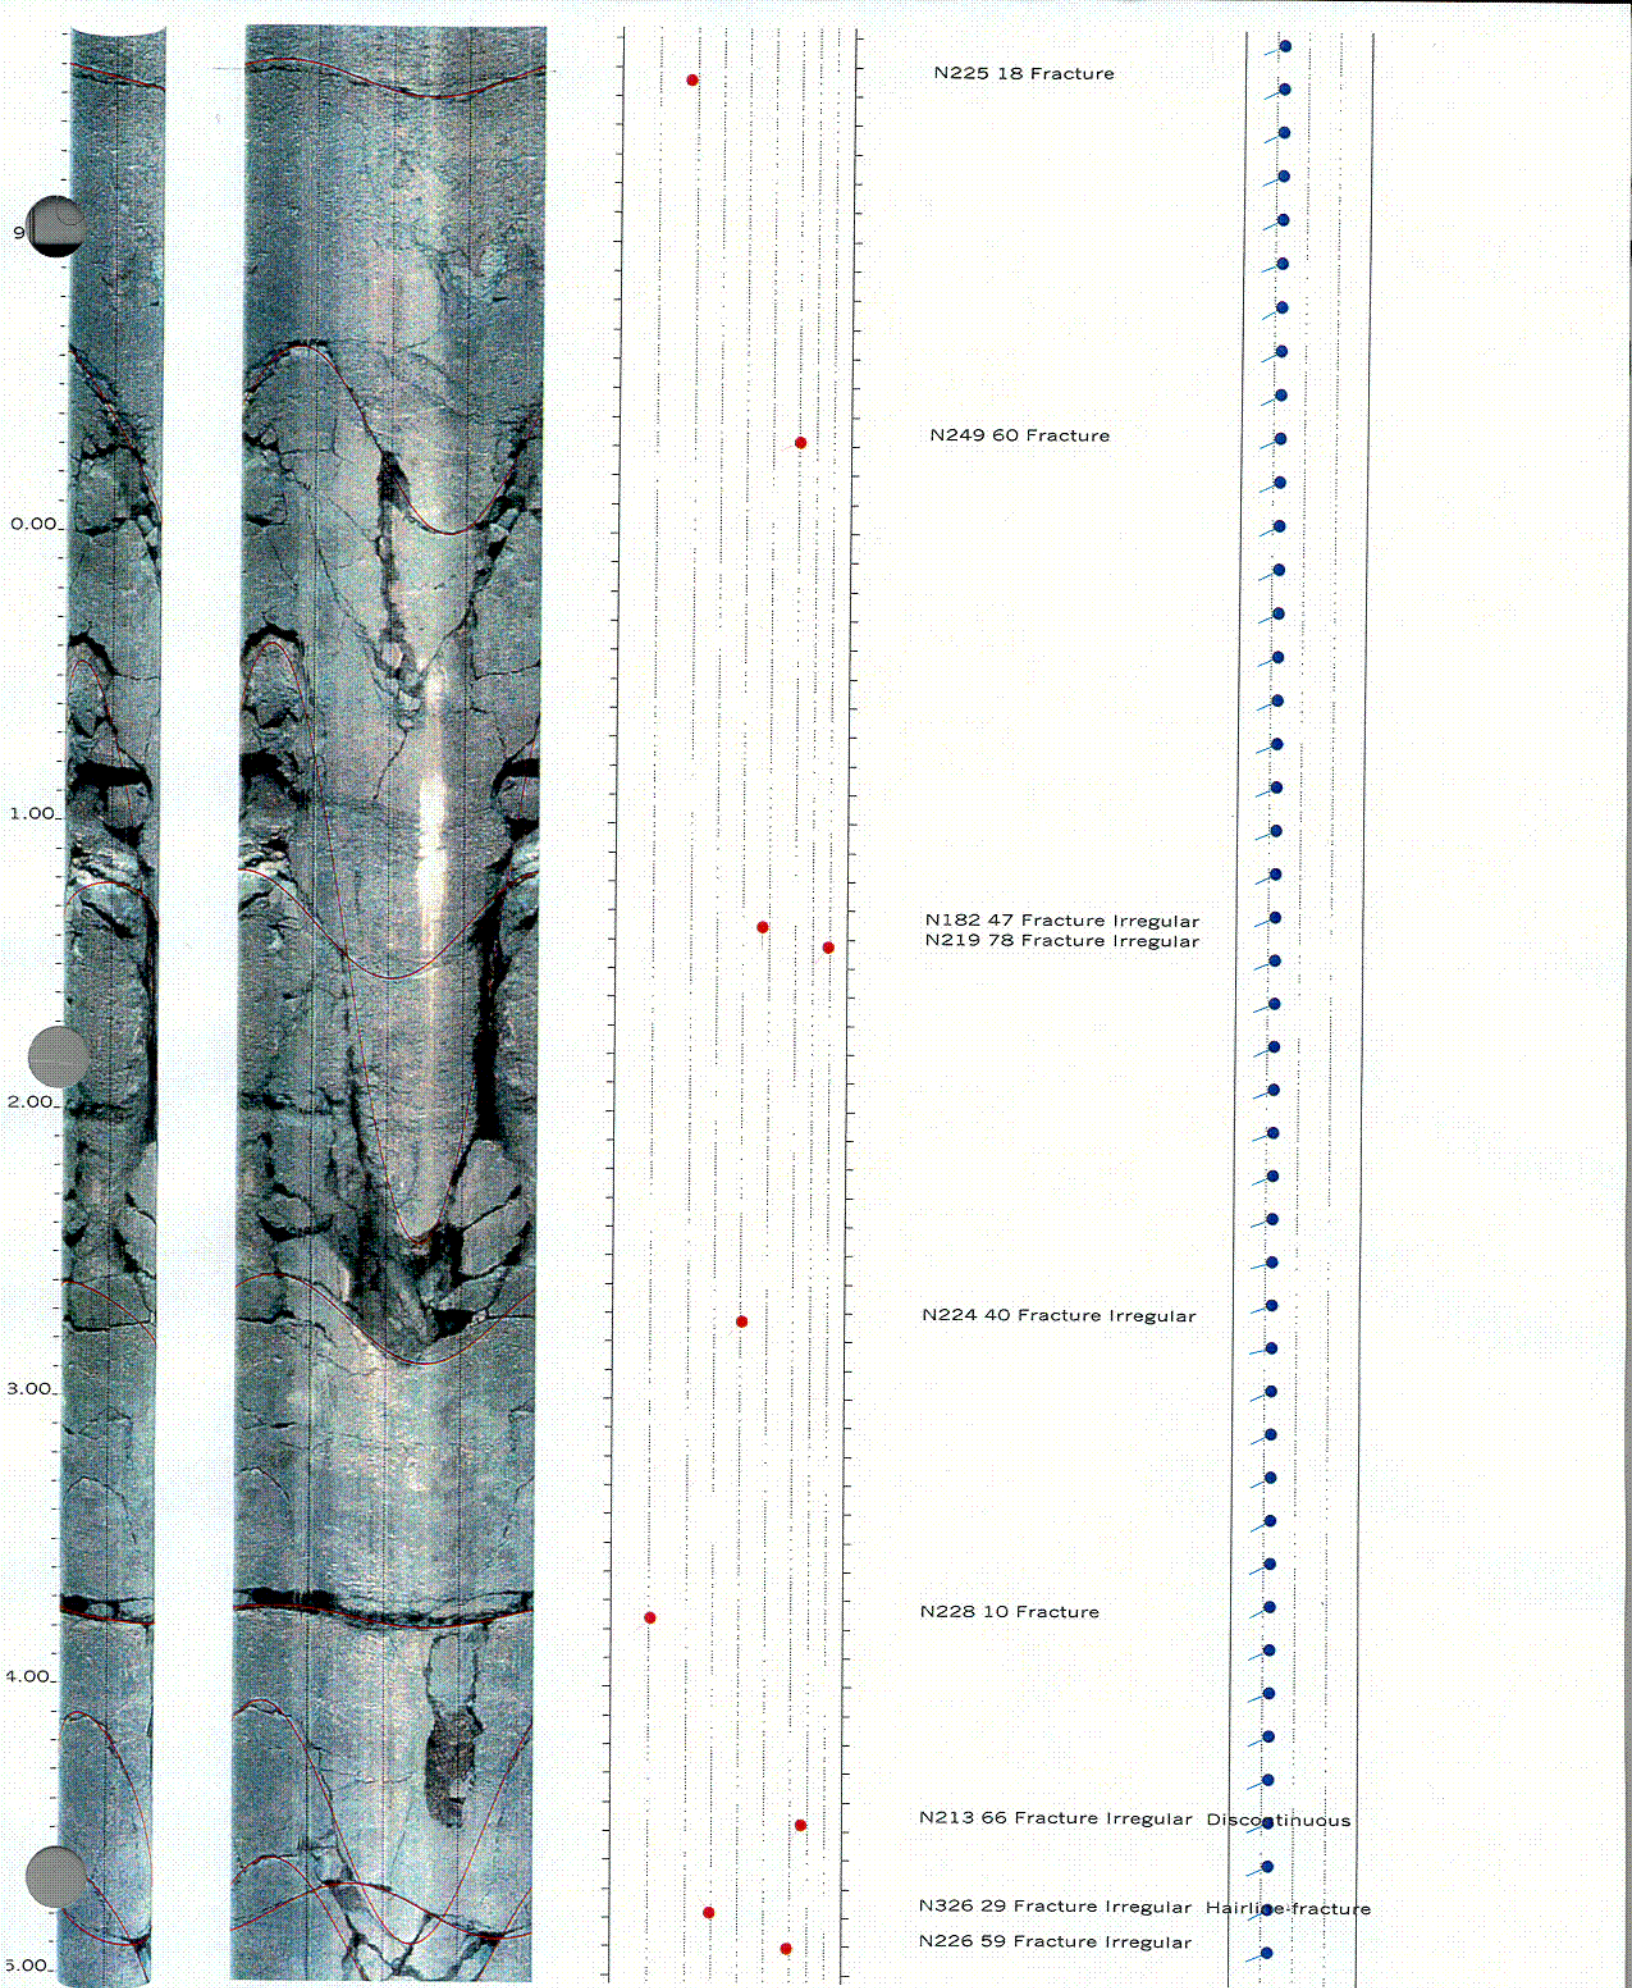 N225 18 Fracture
9
N249 60 Fracture
0.00
1.00
N182 47 Fracture Irregular
N219 78 Fracture Irregular
2.00
N224 40 Fracture Irregular
3.00
N228 10 Fracture
4.00
N213 66 Fracture Irregular Discontinuous
N326 29 Fracture Irregular Hairline-fracture
N226 59 Fracture Irregular
5.00